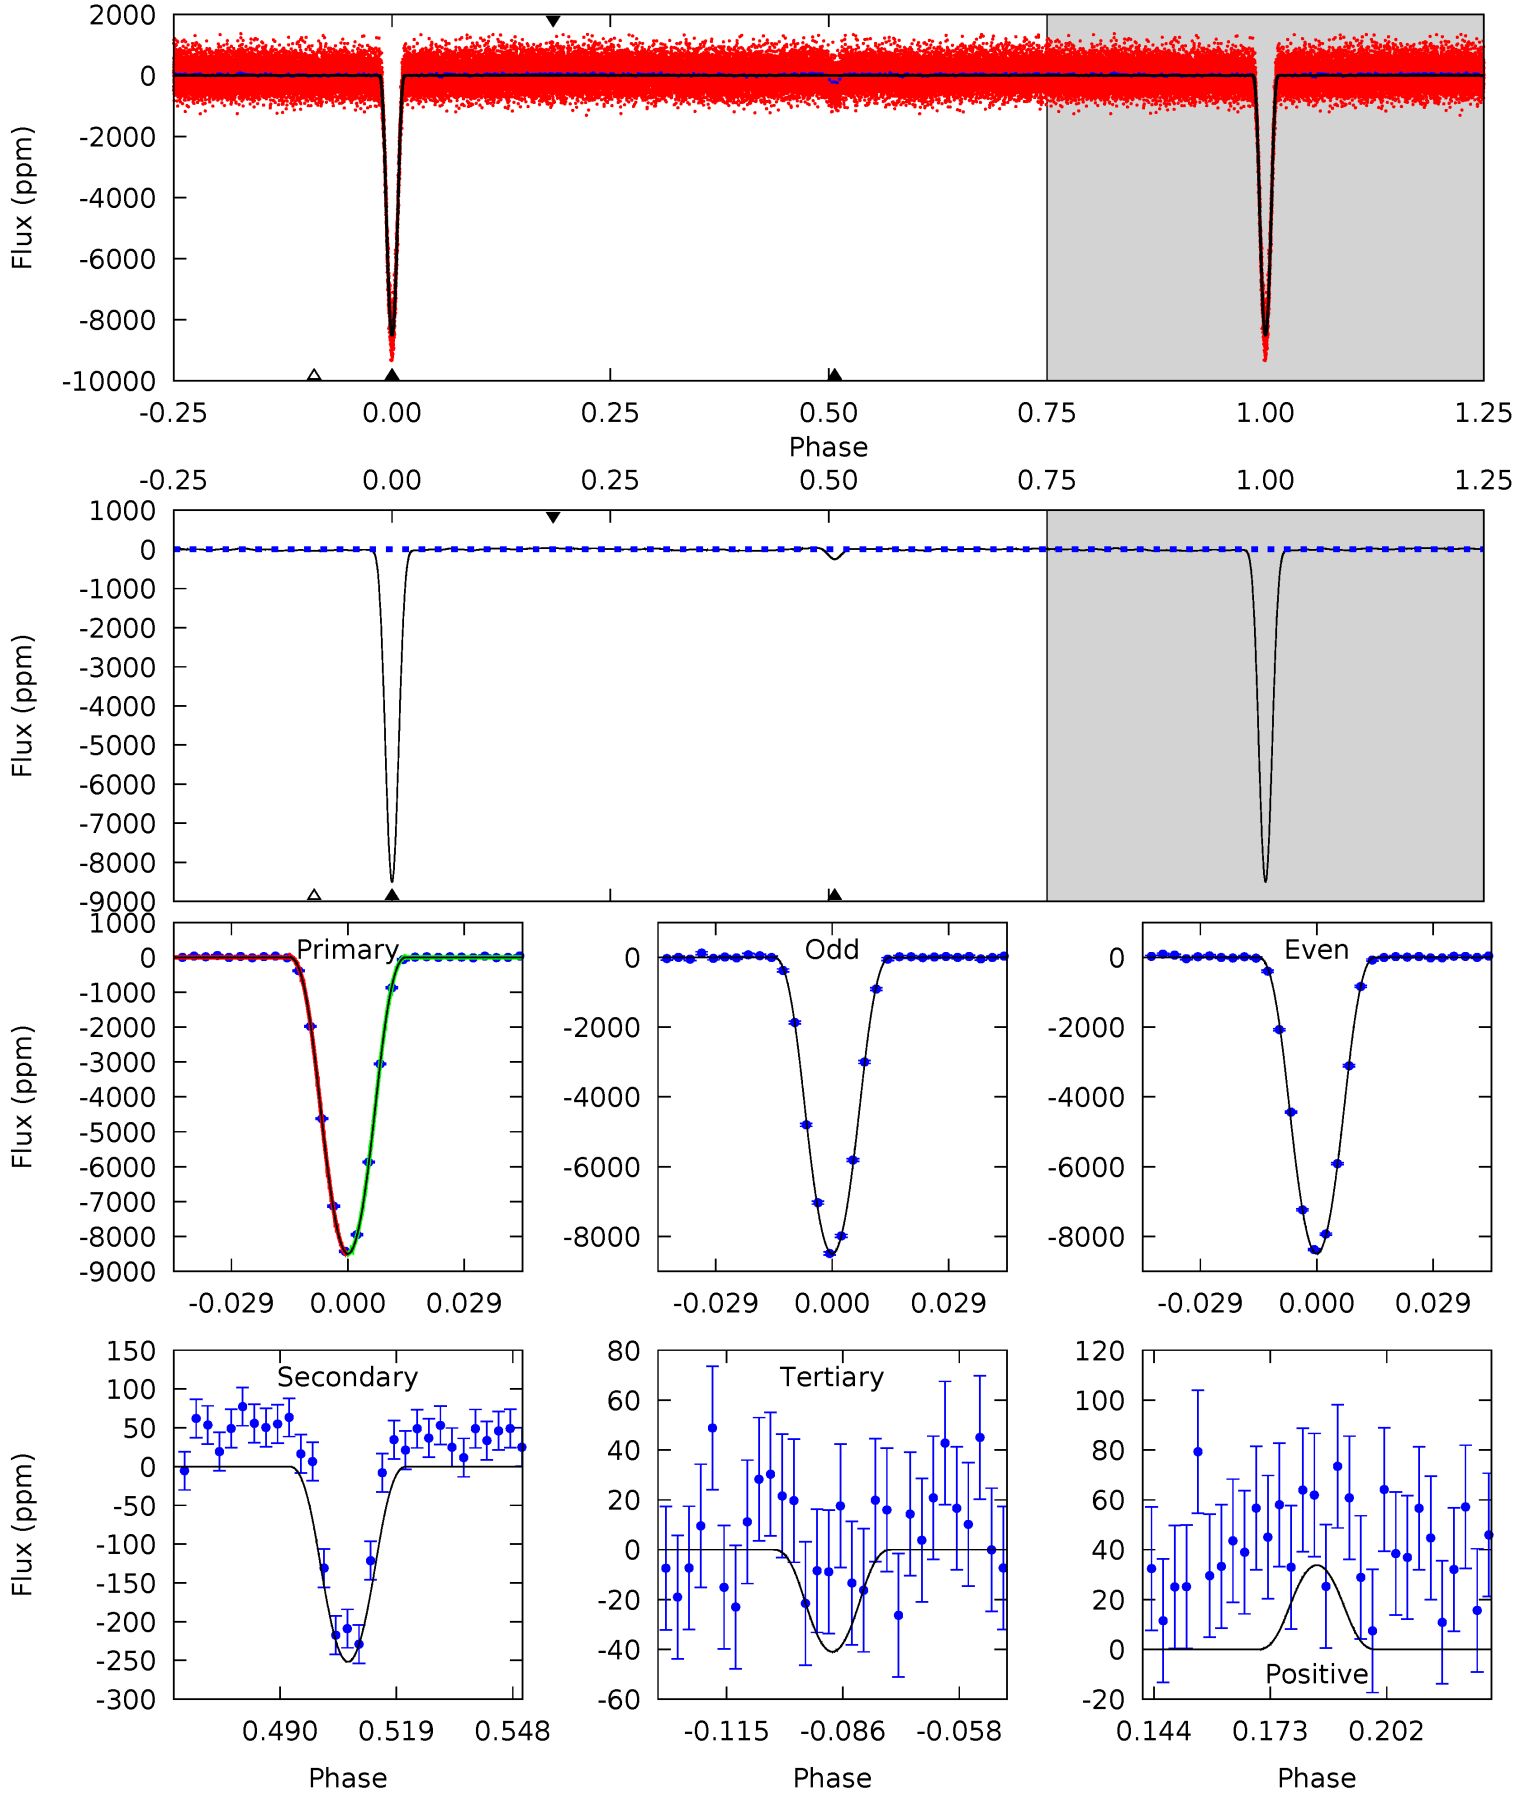 2000
0
-2000
-4000
-6000
-8000
-10000
Flux (ppm)
-0.25 0.00 0.25 0.50 0.75 1.00 1.25
Phase
-0.25 0.00 0.25 0.50 0.75 1.00 1.25
1000
0
-1000
-2000
-3000
-4000
-5000
-6000
-7000
-8000
-9000
Flux (ppm)
Primary
1000
0
-1000
-2000
-3000
-4000
-5000
-6000
-7000
-8000
-9000
Flux (ppm)
-0.029 0.000 0.029
Odd
0
-2000
-4000
-6000
-8000
-0.029 0.000 0.029
Even
0
-2000
-4000
-6000
-8000
-0.029 0.000 0.029
Secondary
150
100
50
0
-50
-100
-150
-200
-250
-300
Flux (ppm)
0.490 0.519 0.548
Phase
Tertiary
80
60
40
20
0
-20
-40
-60
-0.115 -0.086 -0.058
Phase
120
100
80
60
40
20
0
-20
Positive
0.144 0.173 0.202
Phase